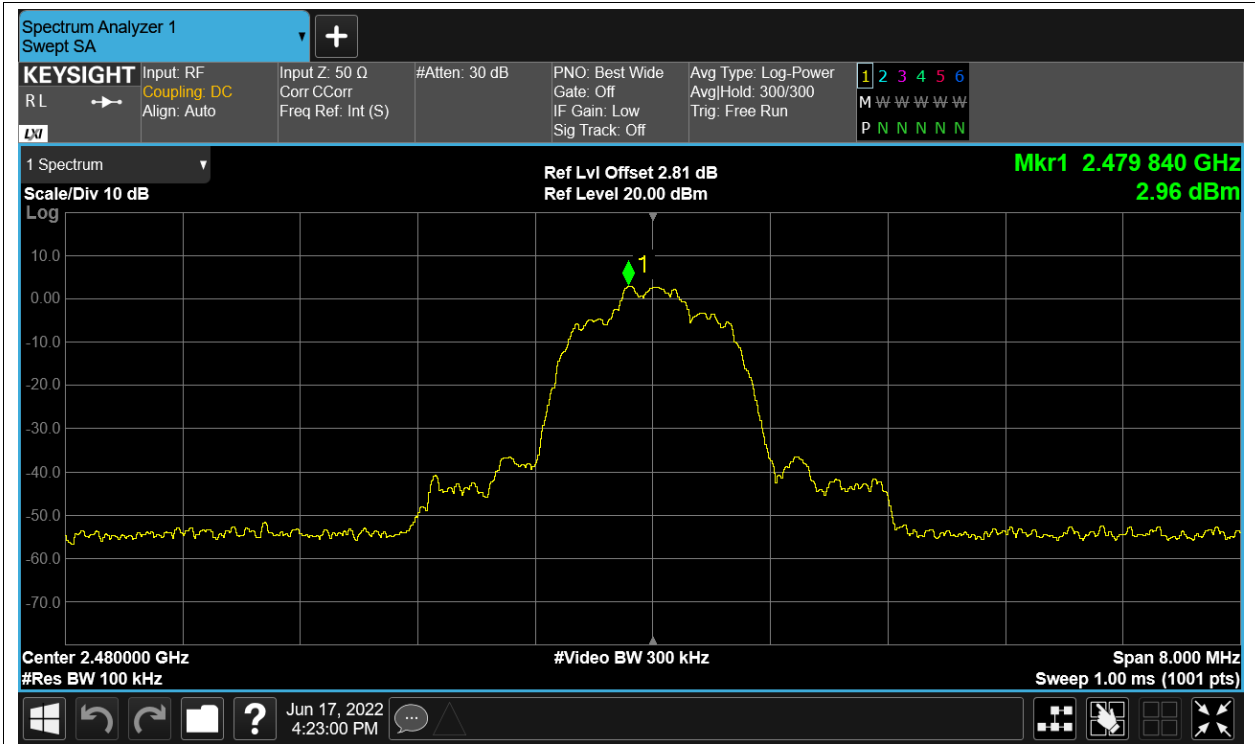 Spectrum Analyzer 1
Swept SA
KEYSIGHT Input: RF Input Z: 50 Ω #Atten: 30 dB PNO: Best Wide Avg Type: Log-Power 1 2 3 4 5 6
R L Coupling: DC Corr CCorr Gate: Off Avg|Hold: 300/300 M W W W W W
Align: Auto Freq Ref: Int (S) IF Gain: Low Trig: Free Run
LXI Sig Track: Off P N N N N N
1 Spectrum Ref Lvl Offset 2.81 dB Mkr1 2.479 840 GHz
Scale/Div 10 dB Ref Level 20.00 dBm 2.96 dBm
Log
10.0
1
0.00
-10.0
-20.0
-30.0
-40.0
-50.0
-60.0
-70.0
Center 2.480000 GHz #Video BW 300 kHz Span 8.000 MHz
#Res BW 100 kHz Sweep 1.00 ms (1001 pts)
? Jun 17, 2022
4:23:00 PM